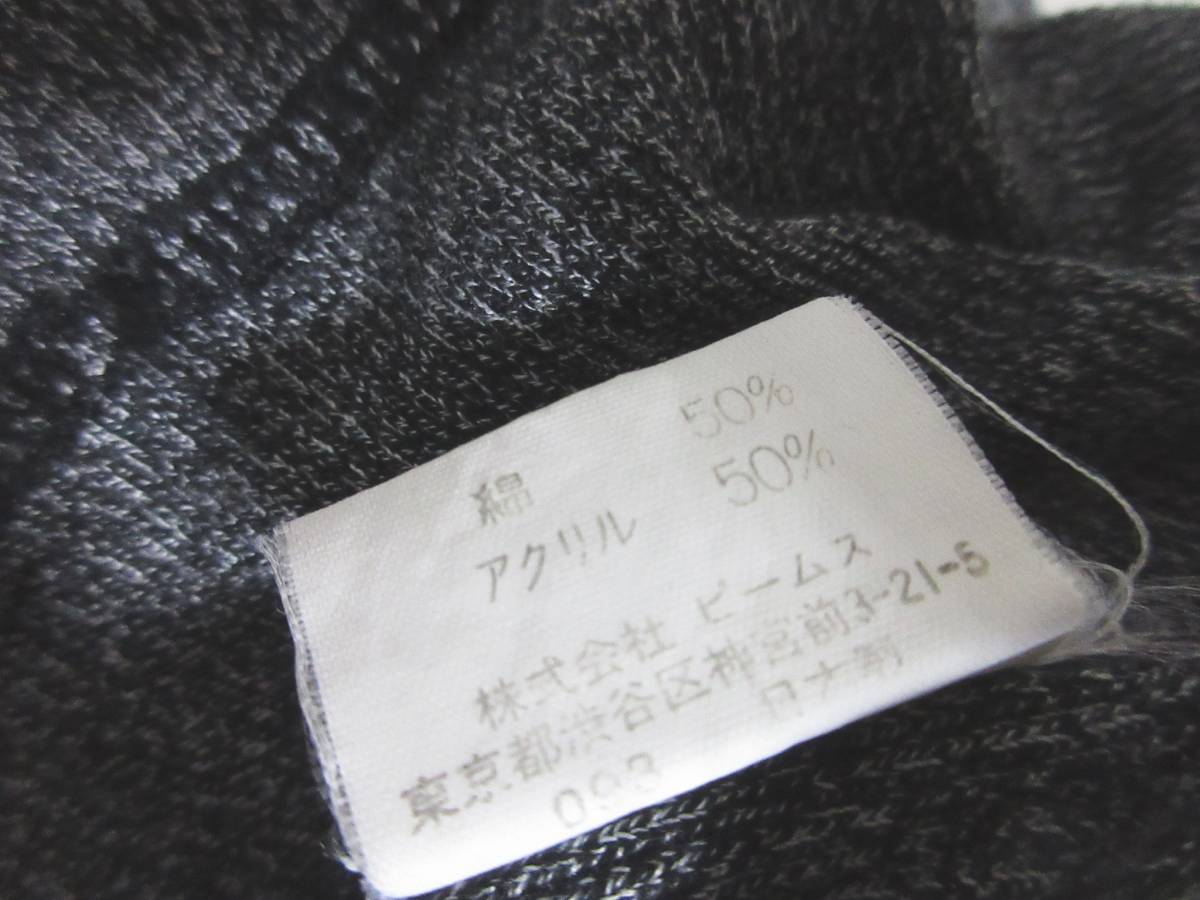 綿 50%
アクリル 50%
株式会社 ビームス
東京都渋谷区神宮前3-21-5
093 日本製